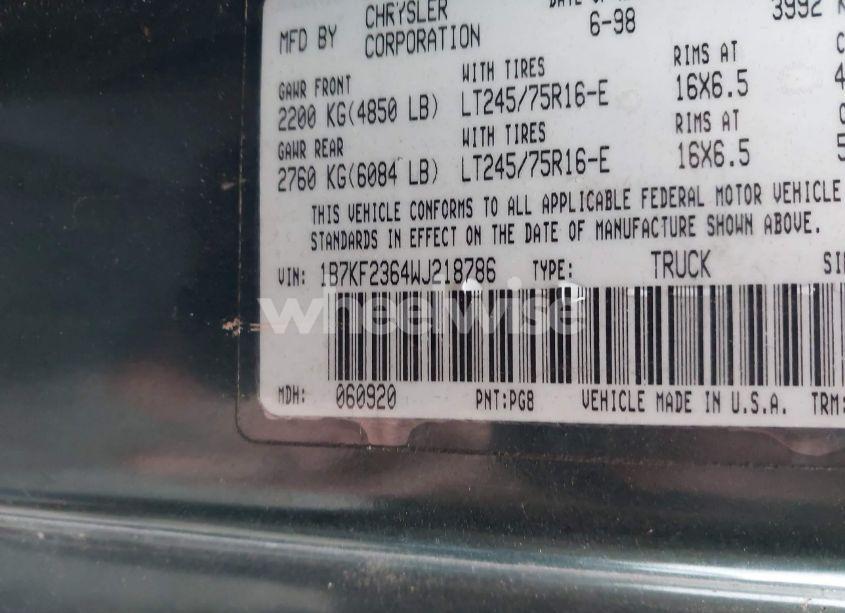 MFD BY CHRYSLER CORPORATION
6-98
3992
GAWR FRONT WITH TIRES RIMS AT
2200 KG(4850 LB) LT245/75R16-E 16X6.5
GAWR REAR WITH TIRES RIMS AT
2760 KG(6084 LB) LT245/75R16-E 16X6.5
THIS VEHICLE CONFORMS TO ALL APPLICABLE FEDERAL MOTOR VEHICLE
STANDARDS IN EFFECT ON THE DATE OF MANUFACTURE SHOWN ABOVE.
VIN: 1B7KF2364WJ218786 TYPE: TRUCK
wheelwise
MDH: 060920 PNT:PG8 VEHICLE MADE IN U.S.A. TRM: